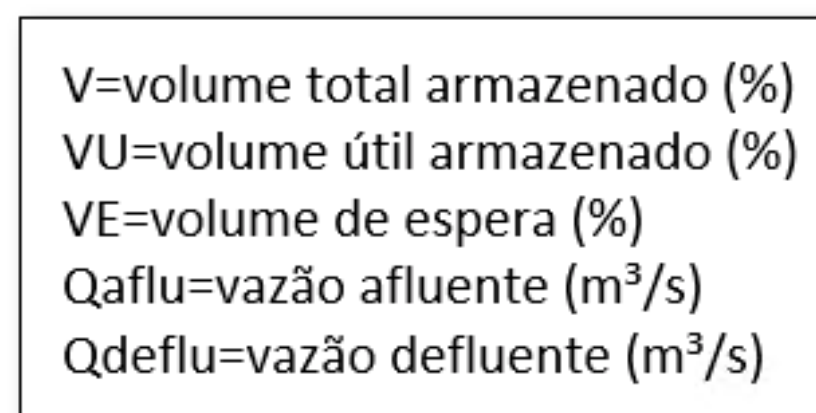 V=volume total armazenado (%)
VU=volume útil armazenado (%)
VE=volume de espera (%)
Qaflu=vazão afluente (m³/s)
Qdeflu=vazão defluente (m³/s)